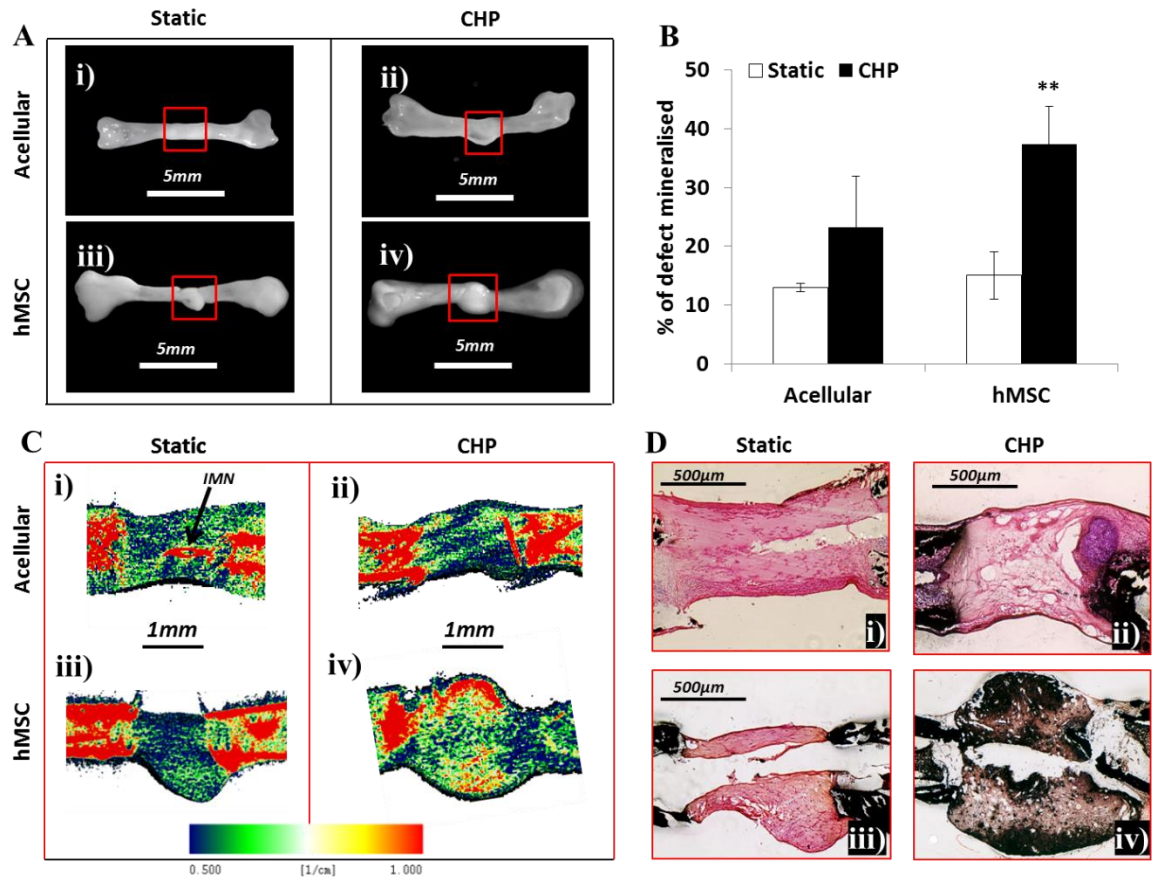 A
Static
CHP
Acellular
i)
5mm
ii)
5mm
hMSC
iii)
5mm
iv)
5mm
B
Static
CHP
% of defect mineralised
50
40
30
20
10
0
**
Acellular
hMSC
C
Static
CHP
Acellular
i)
IMN
ii)
1mm
1mm
hMSC
iii)
iv)
0.500
[1/cm]
1.000
D
Static
CHP
500µm
i)
500µm
ii)
500µm
iii)
iv)